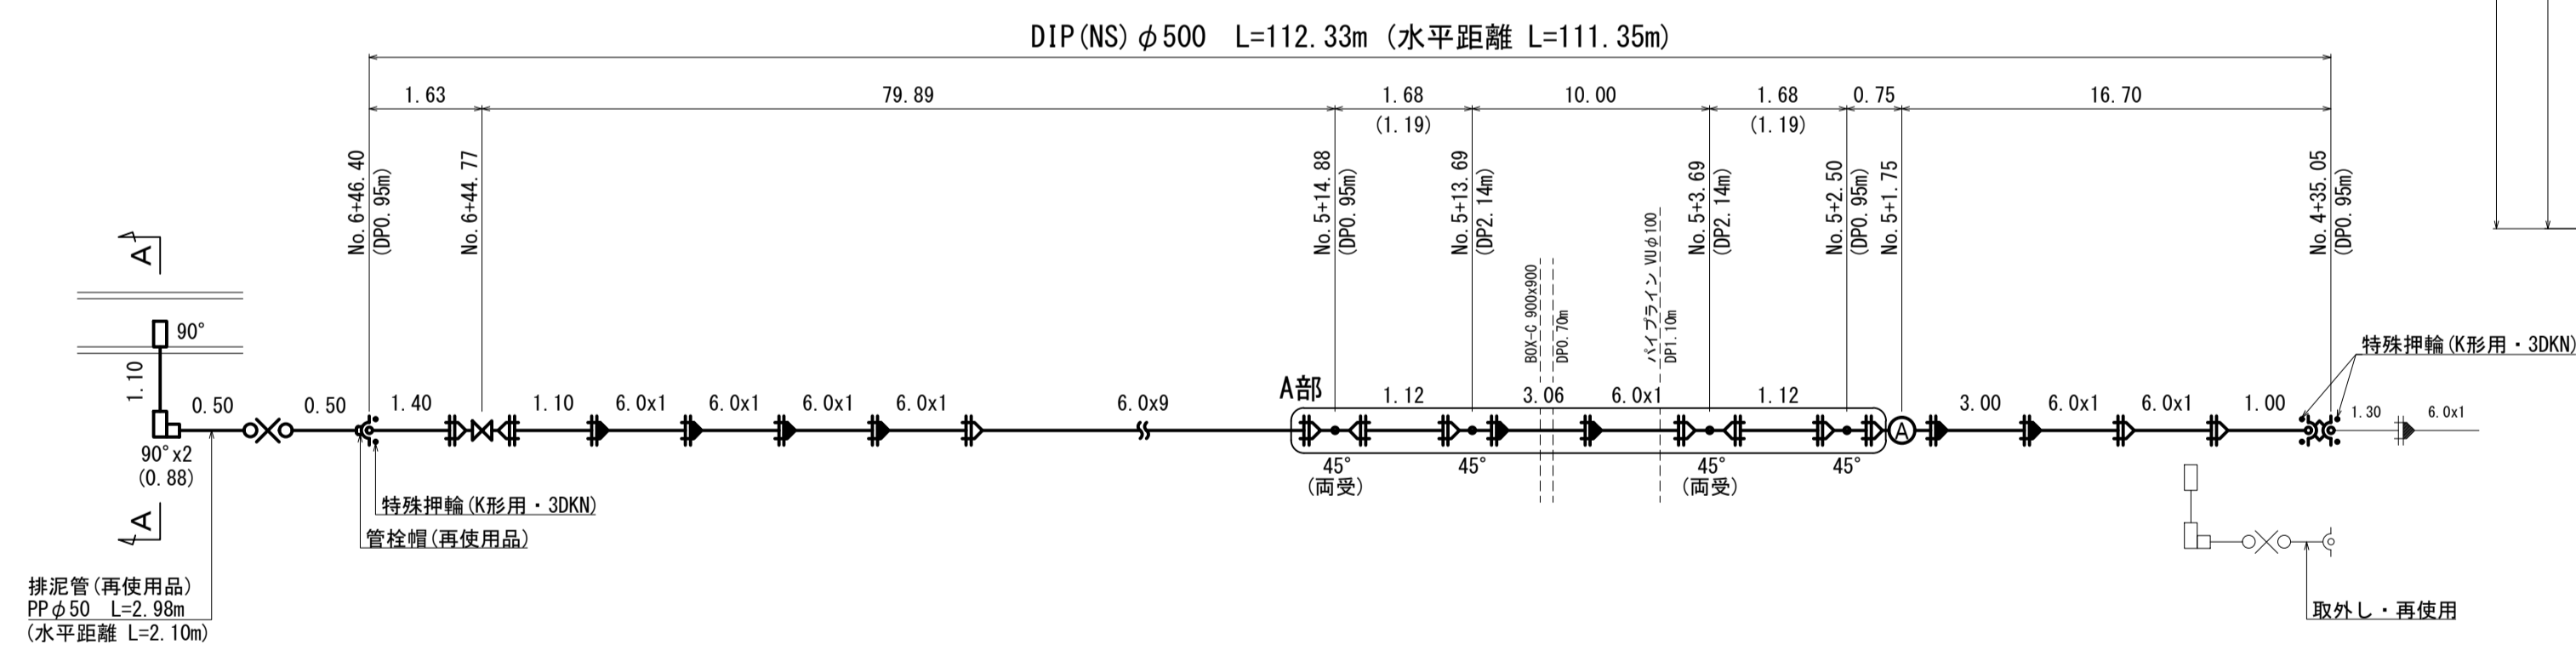 DIP(NS)φ500 L=112.33m (水平距離 L=111.35m)
1.63
79.89
1.68
10.00
1.68
0.75
16.70
(1.19)
(1.19)
No.6+46.40
(DP0.95m)
No.6+44.77
No.5+14.88
(DP0.95m)
No.5+13.69
(DP2.14m)
No.5+3.69
(DP2.14m)
No.5+2.50
(DP0.95m)
No.5+1.75
No.4+35.05
(DP0.95m)
BOX-C 900x900
DP0.70m
パイプライン VUφ100
DP1.10m
A
90°
1.10
0.50
0.50
1.40
1.10
6.0x1
6.0x1
6.0x1
6.0x1
6.0x9
A部
1.12
3.06
6.0x1
1.12
A
3.00
6.0x1
6.0x1
1.00
特殊押輪(K形用・3DKN)
1.30
6.0x1
90°x2
(0.88)
45°
(両受)
45°
45°
(両受)
45°
A
特殊押輪(K形用・3DKN)
管栓帽(再使用品)
排泥管(再使用品)
PPφ50 L=2.98m
(水平距離 L=2.10m)
取外し・再使用